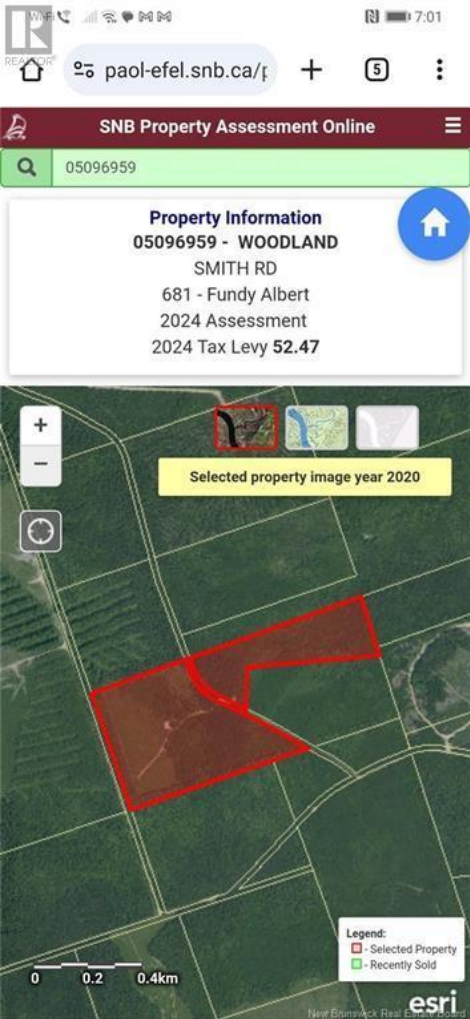 Wi-Fi 7:01
REALTOR®
paol-efel.snb.ca/p
5
SNB Property Assessment Online
05096959
Property Information
05096959 - WOODLAND
SMITH RD
681 - Fundy Albert
2024 Assessment
2024 Tax Levy 52.47
+
−
Selected property image year 2020
Legend:
- Selected Property
- Recently Sold
0 0.2 0.4km
esri
New Brunswick Real Estate Board